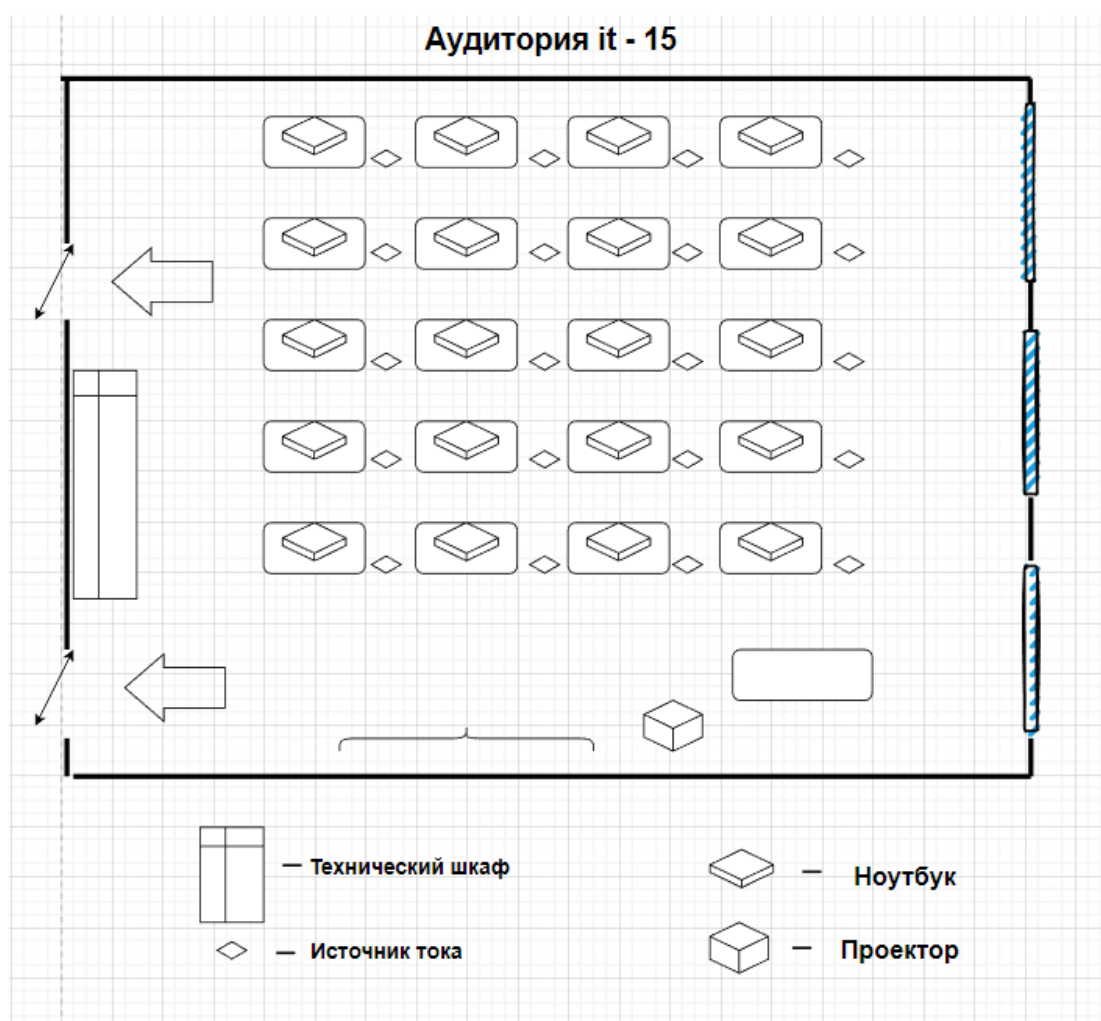 Аудитория it - 15
— Технический шкаф
— Ноутбук
— Источник тока
— Проектор